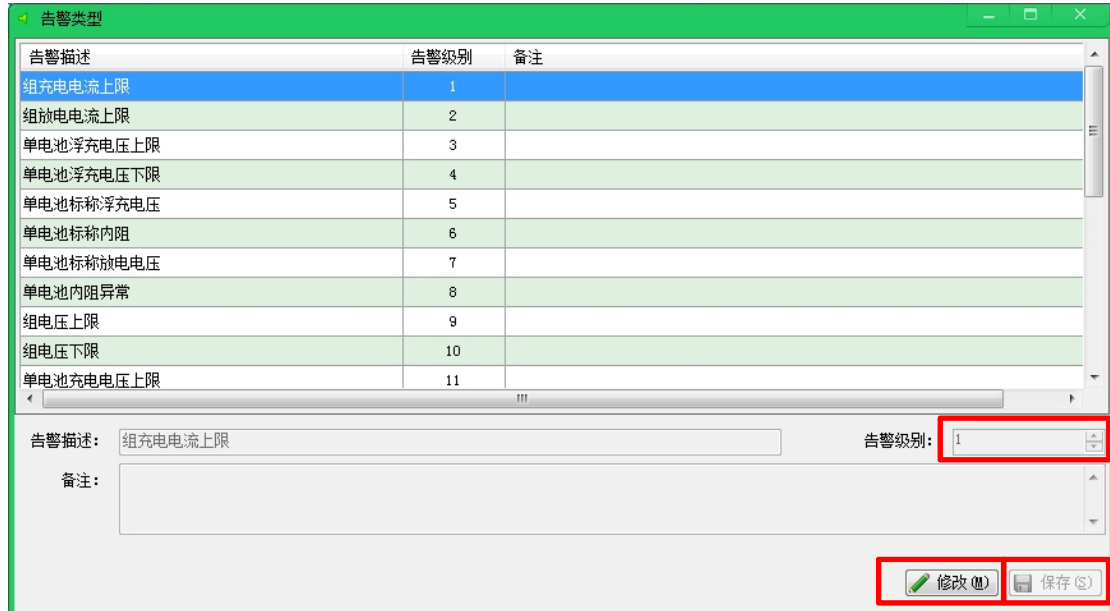 告警类型
告警描述 告警级别 备注
组充电电流上限 1
组放电电流上限 2
单电池浮充电压上限 3
单电池浮充电压下限 4
单电池标称浮充电压 5
单电池标称内阻 6
单电池标称放电电压 7
单电池内阻异常 8
组电压上限 9
组电压下限 10
单电池充电电压上限 11
告警描述: 组充电电流上限 告警级别: 1
备注:
修改(M) 保存(S)